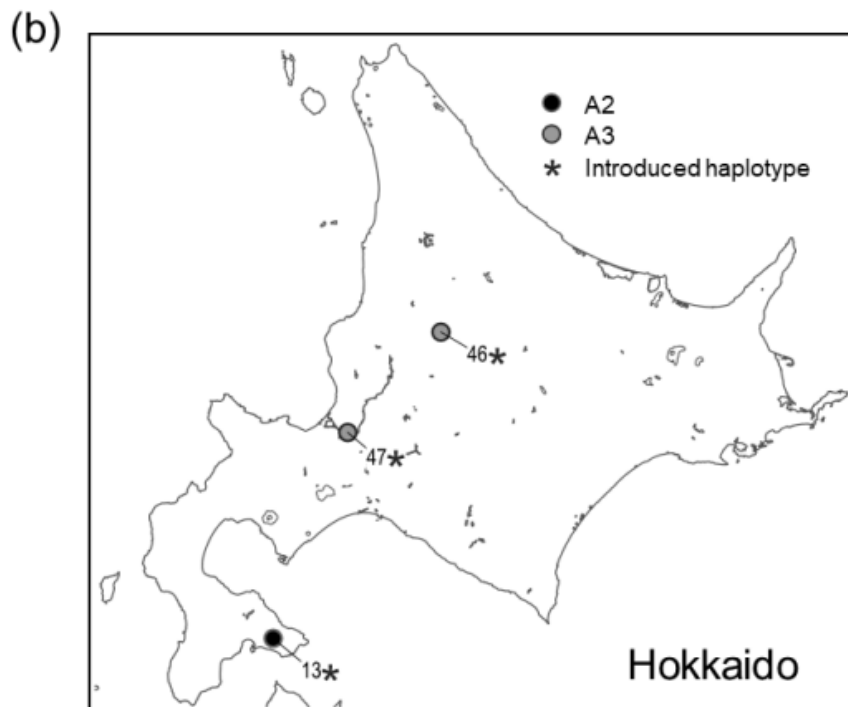 (b)
A2
A3
* Introduced haplotype
46*
47*
13*
Hokkaido